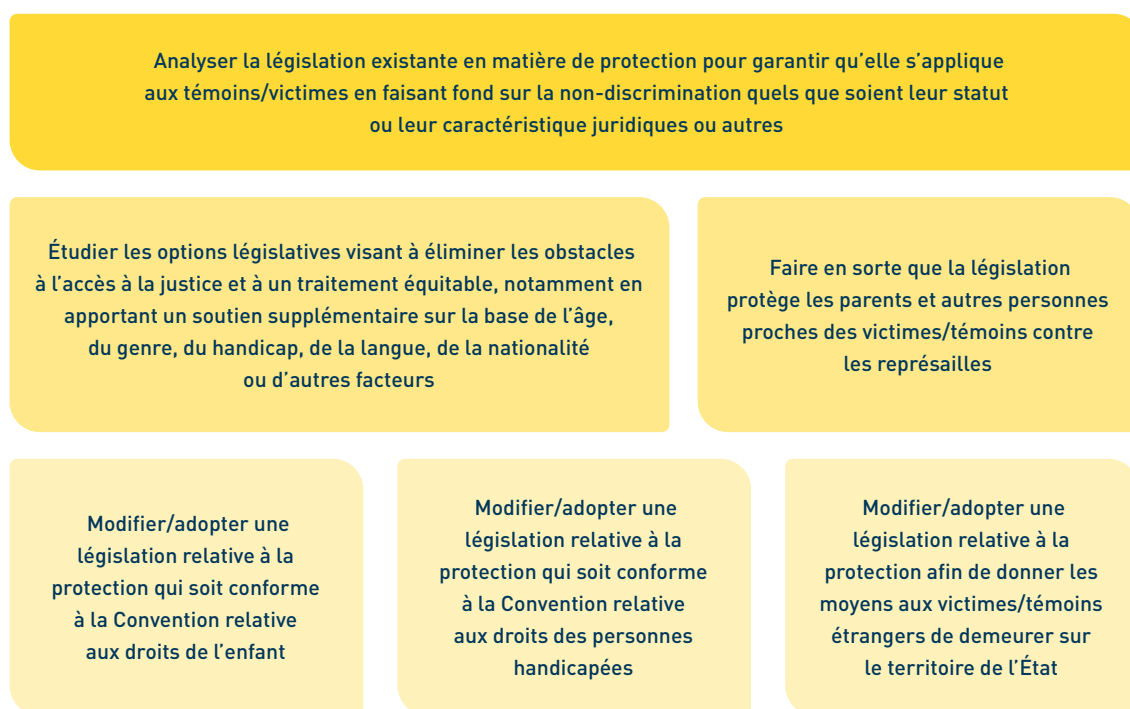 Analyser la législation existante en matière de protection pour garantir qu’elle s’applique
aux témoins/victimes en faisant fond sur la non-discrimination quels que soient leur statut
ou leur caractéristique juridiques ou autres
Étudier les options législatives visant à éliminer les obstacles
à l’accès à la justice et à un traitement équitable, notamment en
apportant un soutien supplémentaire sur la base de l’âge,
du genre, du handicap, de la langue, de la nationalité
ou d’autres facteurs
Faire en sorte que la législation
protège les parents et autres personnes
proches des victimes/témoins contre
les représailles
Modifier/adopter une
législation relative à la
protection qui soit conforme
à la Convention relative
aux droits de l’enfant
Modifier/adopter une
législation relative à la
protection qui soit conforme
à la Convention relative
aux droits des personnes
handicapées
Modifier/adopter une
législation relative à la
protection afin de donner les
moyens aux victimes/témoins
étrangers de demeurer sur
le territoire de l’État